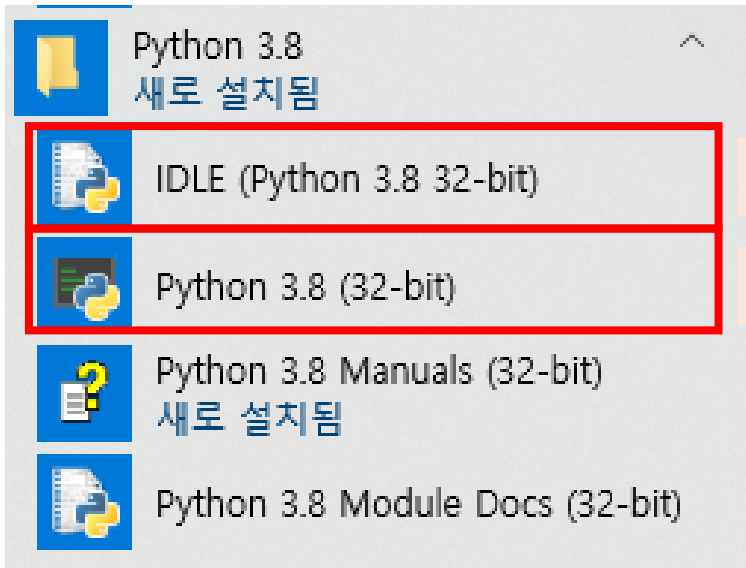 Python 3.8
새로 설치됨
IDLE (Python 3.8 32-bit)
Python 3.8 (32-bit)
Python 3.8 Manuals (32-bit)
새로 설치됨
Python 3.8 Module Docs (32-bit)